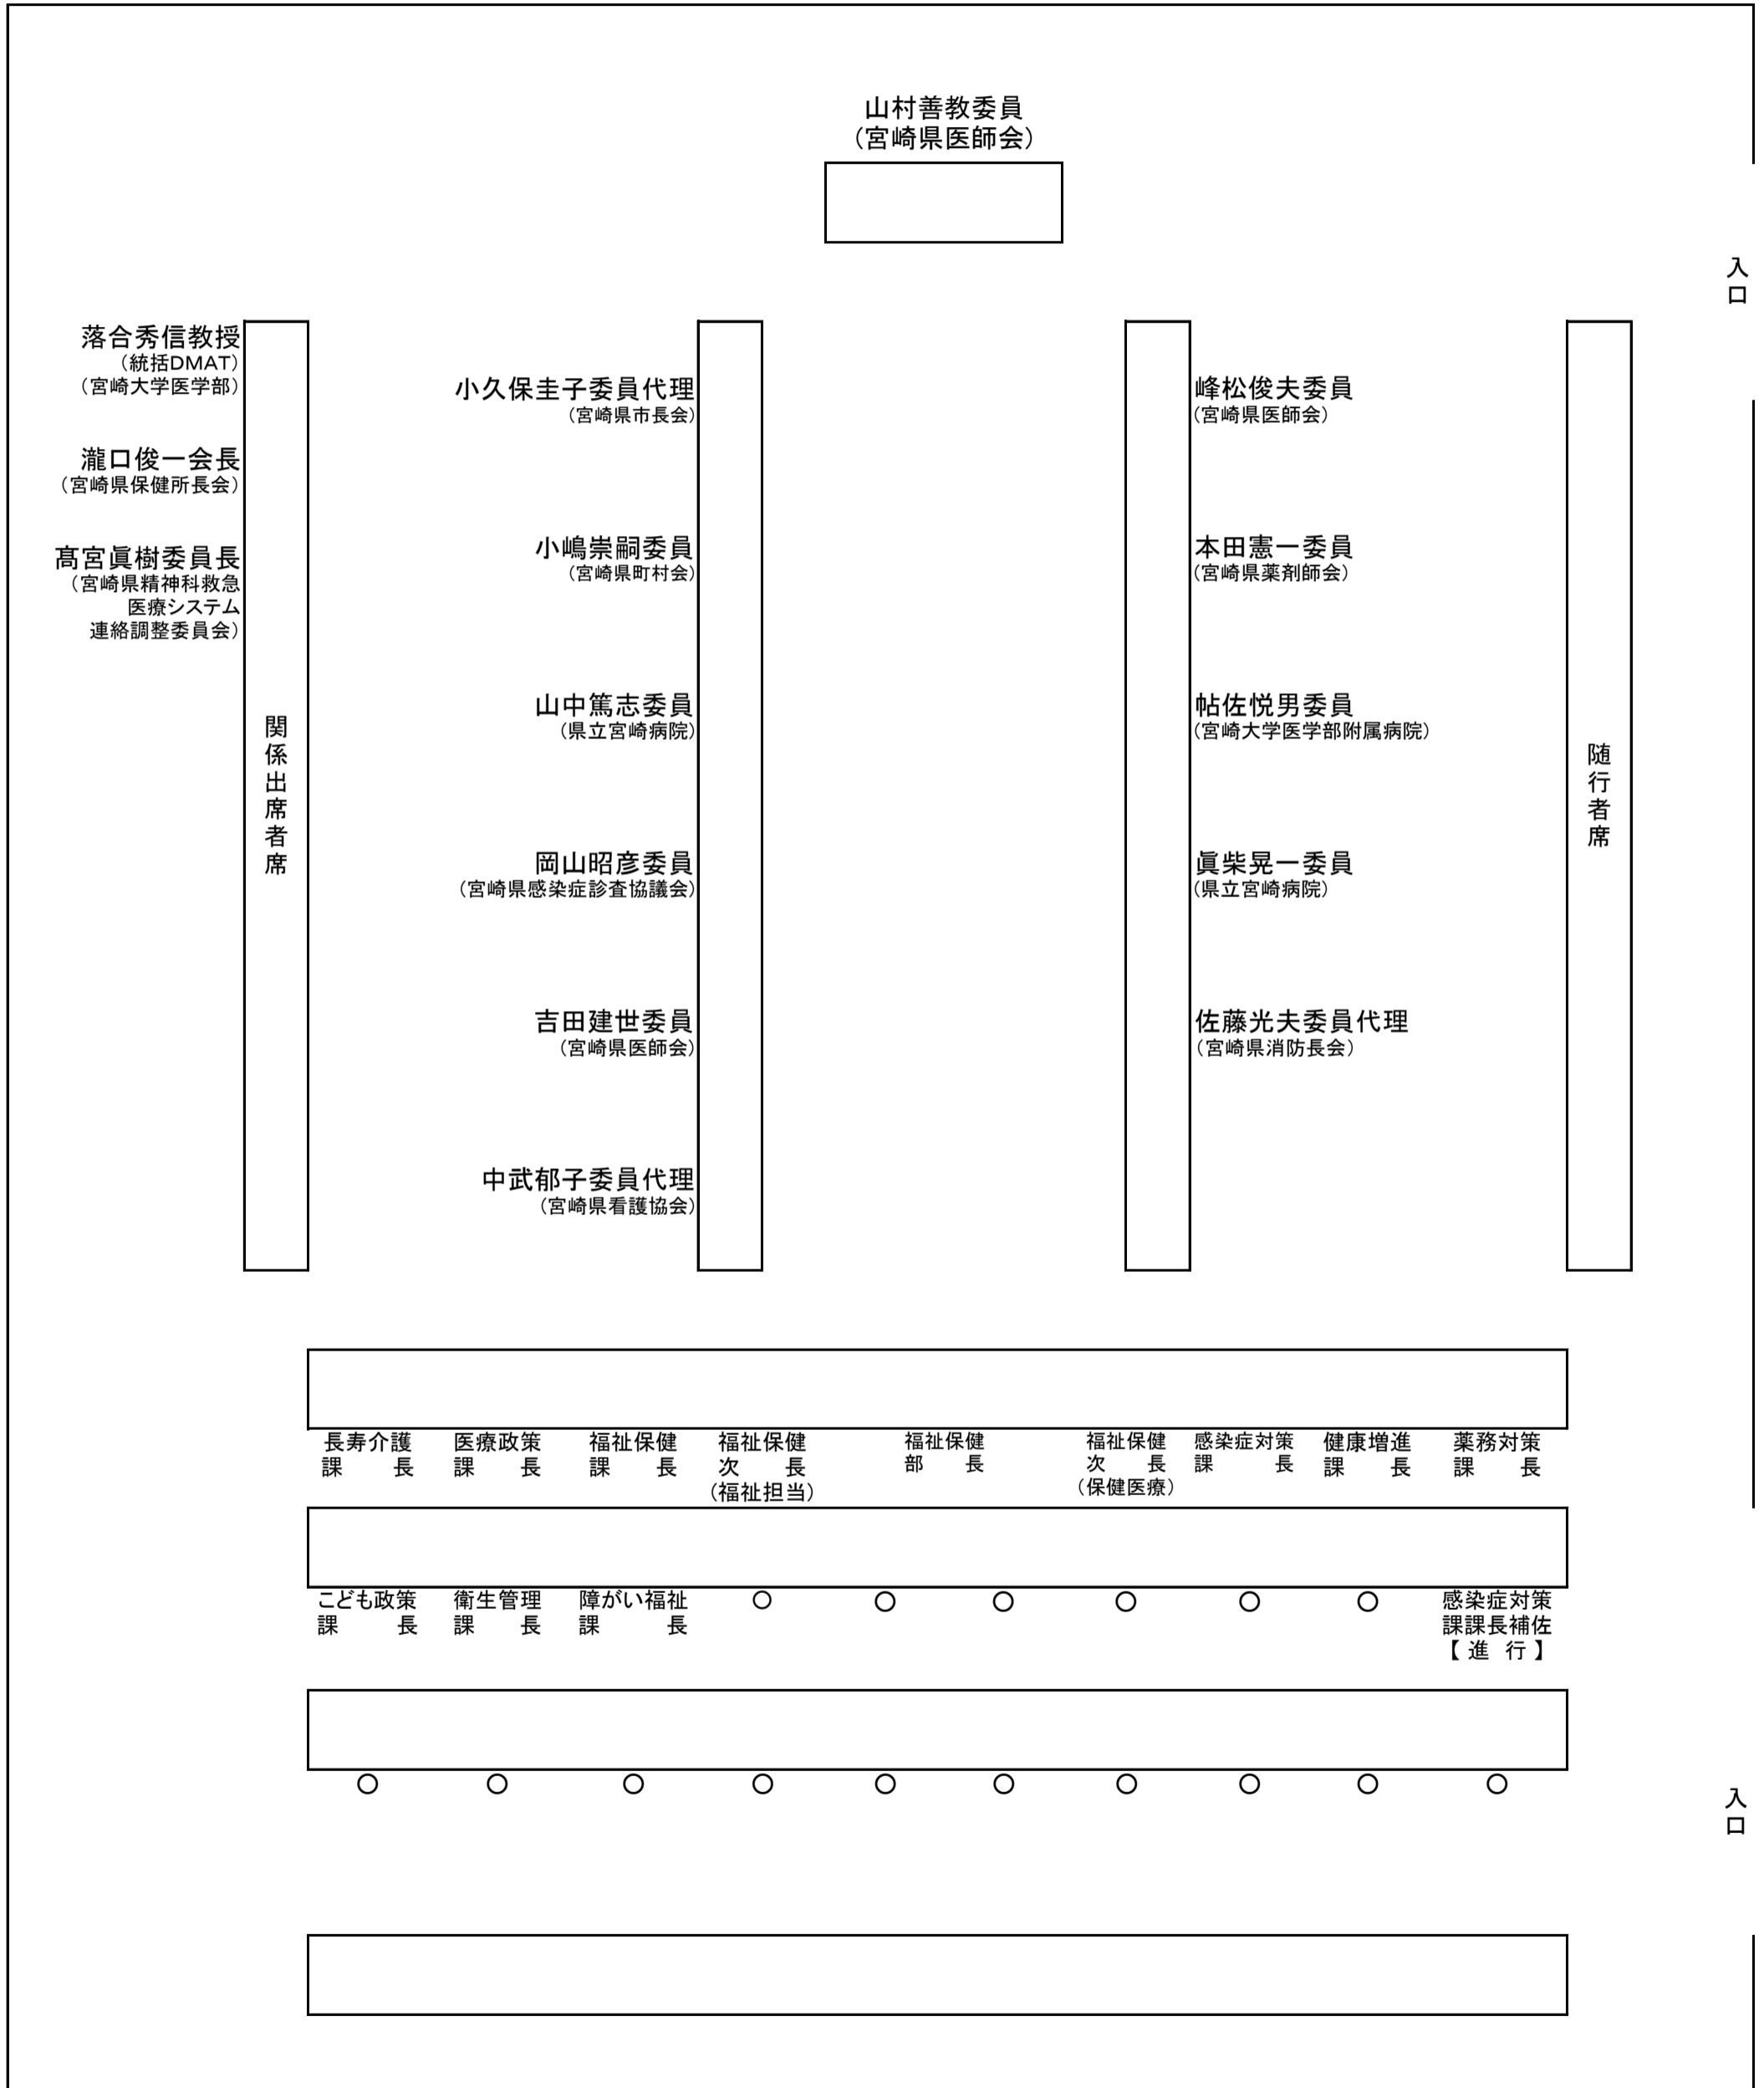 山村善教委員
（宮崎県医師会）
入口
落合秀信教授
（統括DMAT）
（宮崎大学医学部）
瀧口俊一会長
（宮崎県保健所長会）
髙宮眞樹委員長
（宮崎県精神科救急
医療システム
連絡調整委員会）
関係出席者席
小久保圭子委員代理
（宮崎県市長会）
小嶋崇嗣委員
（宮崎県町村会）
山中篤志委員
（県立宮崎病院）
岡山昭彦委員
（宮崎県感染症診査協議会）
吉田建世委員
（宮崎県医師会）
中武郁子委員代理
（宮崎県看護協会）
峰松俊夫委員
（宮崎県医師会）
本田憲一委員
（宮崎県薬剤師会）
帖佐悦男委員
（宮崎大学医学部附属病院）
眞柴晃一委員
（県立宮崎病院）
佐藤光夫委員代理
（宮崎県消防長会）
随行者席
長寿介護
課　　長
医療政策
課　　長
福祉保健
課　　長
福祉保健
次　　長
（福祉担当）
福祉保健
部　　長
福祉保健
次　　長
（保健医療）
感染症対策
課　　　長
健康増進
課　　長
薬務対策
課　　長
こども政策
課　　　長
衛生管理
課　　長
障がい福祉
課　　　長
○　○　○　○　○　○
感染症対策
課課長補佐
【 進　行 】
○　○　○　○　○　○　○　○　○　○
入口